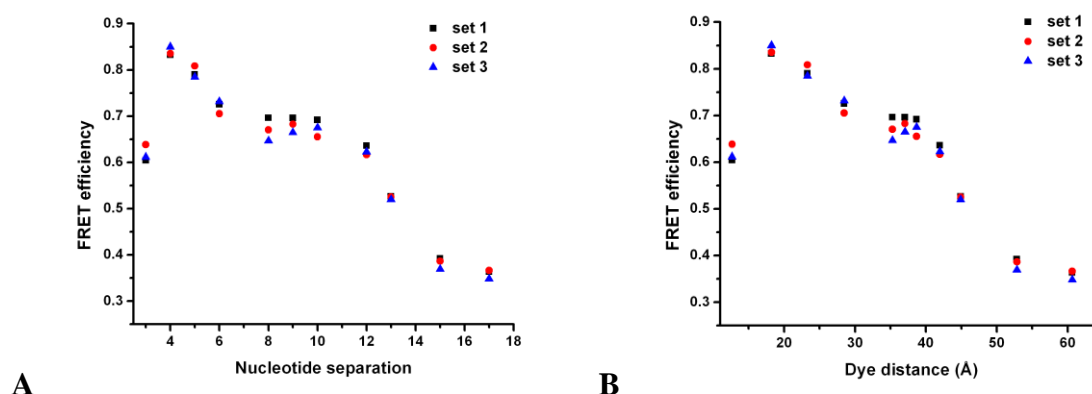 0.9
0.8
0.7
0.6
0.5
0.4
0.3
FRET efficiency
set 1
set 2
set 3
4 6 8 10 12 14 16 18
Nucleotide separation
A
0.9
0.8
0.7
0.6
0.5
0.4
0.3
FRET efficiency
set 1
set 2
set 3
20 30 40 50 60
Dye distance (Å)
B